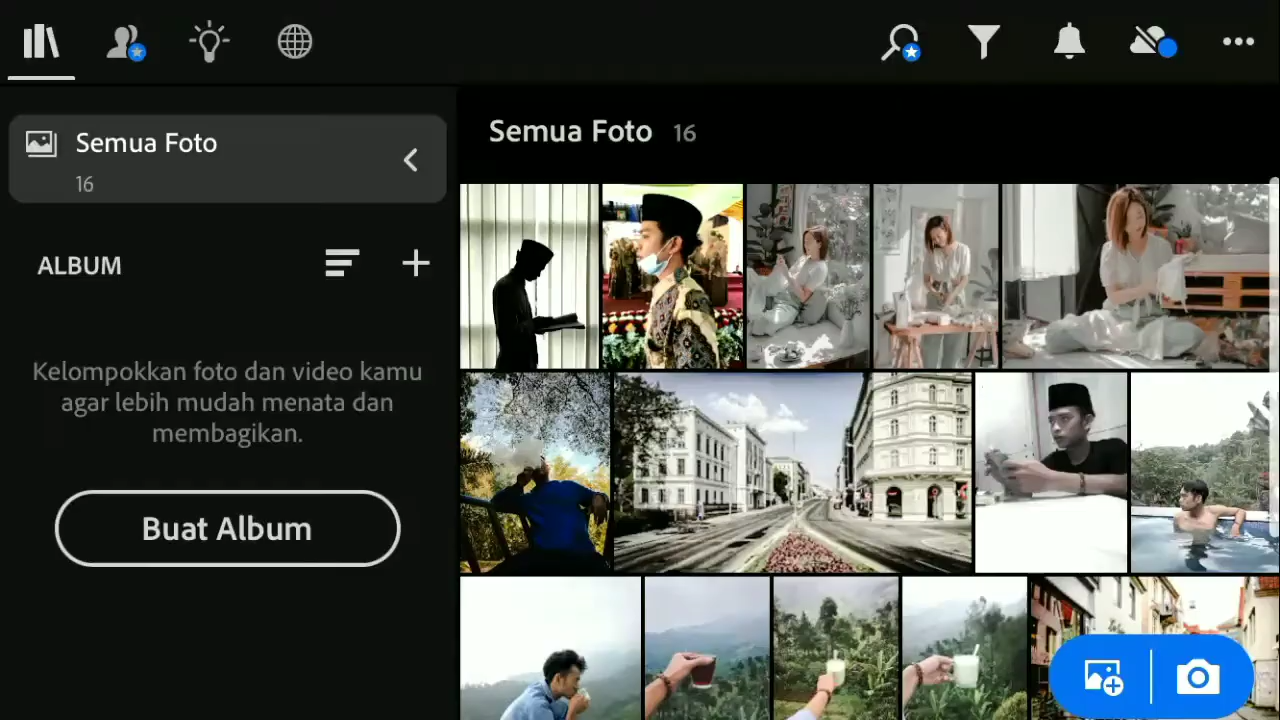 Semua Foto
16
ALBUM
Kelompokkan foto dan video kamu
agar lebih mudah menata dan
membagikan.
Buat Album
Semua Foto 16